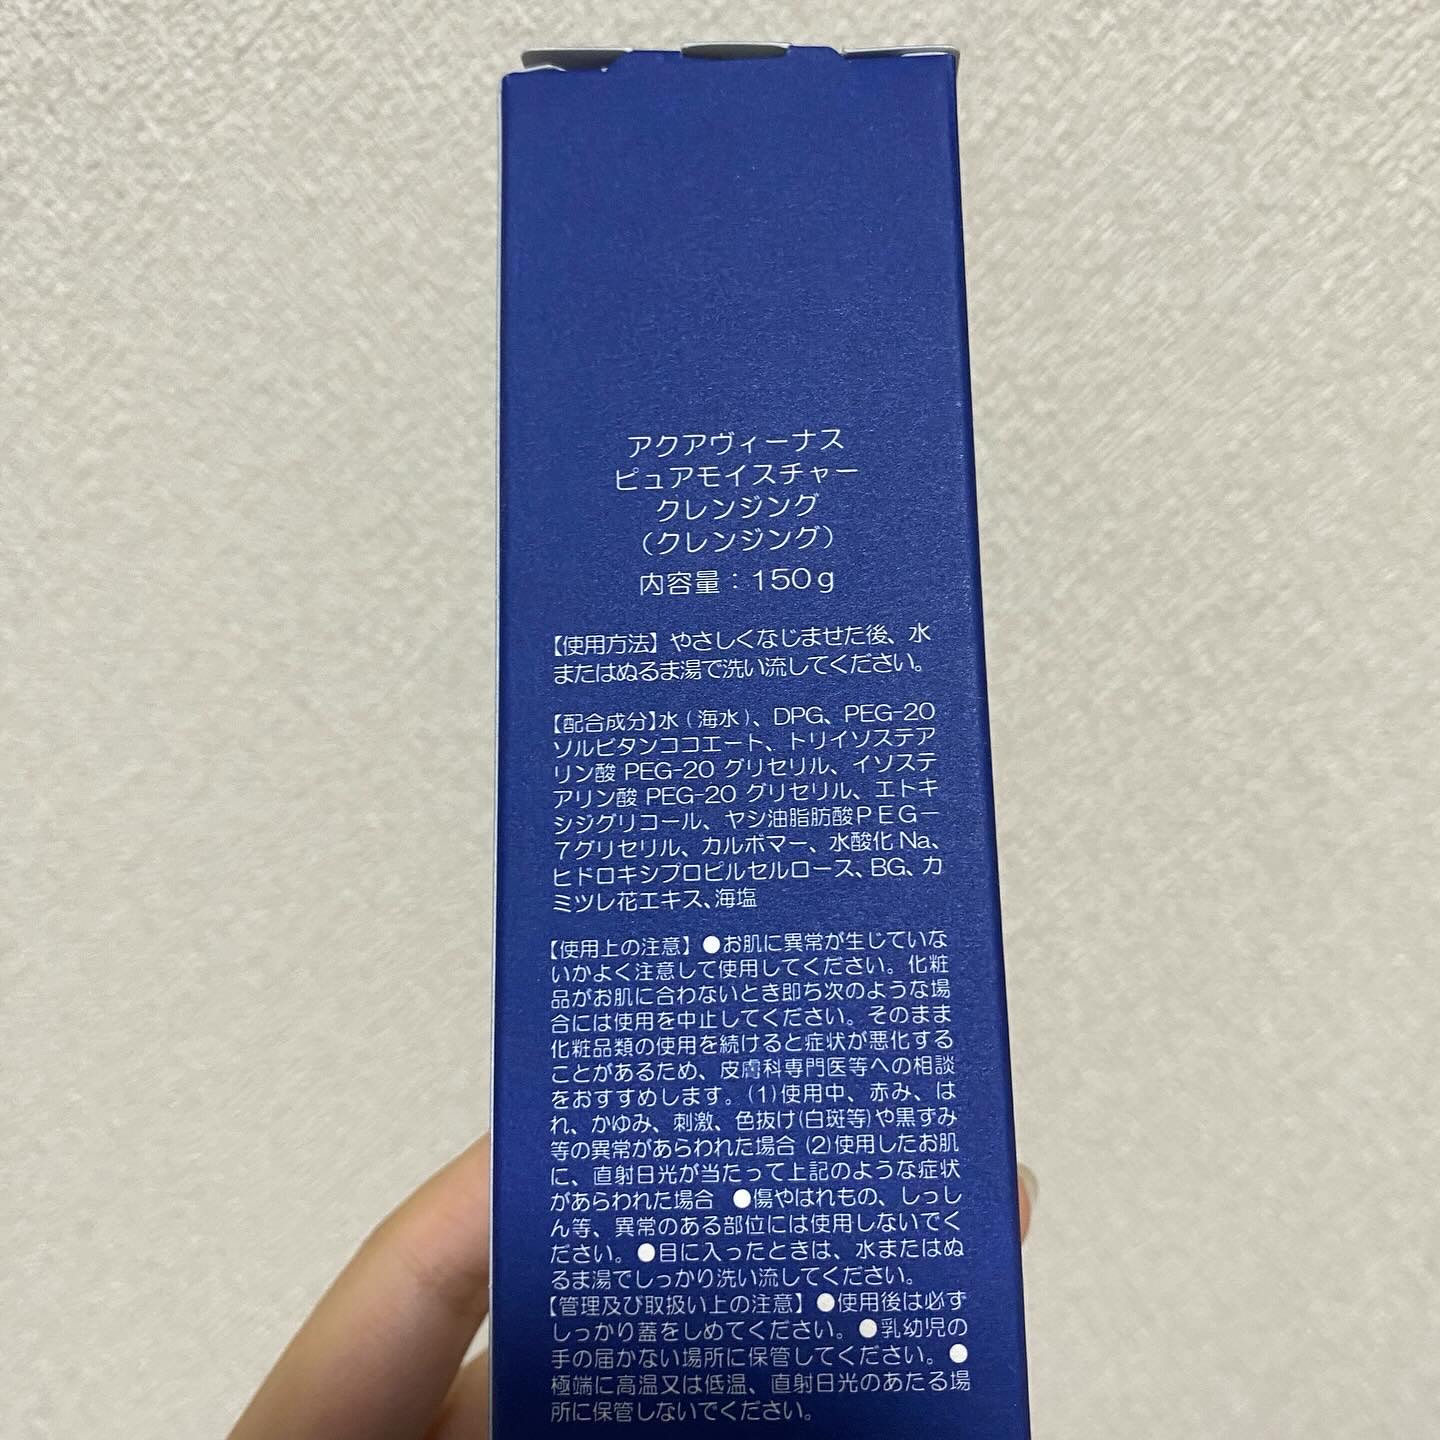 アクアヴィーナス
ピュアモイスチャー
クレンジング
(クレンジング)
内容量：150g
【使用方法】やさしくなじませた後、水
またはぬるま湯で洗い流してください。
【配合成分】水(海水)、DPG、PEG-20
ソルビタンココエート、トリイソステア
リン酸 PEG-20 グリセリル、イソステ
アリン酸 PEG-20 グリセリル、エトキ
シジグリコール、ヤシ油脂肪酸PEG－
7グリセリル、カルボマー、水酸化 Na、
ヒドロキシプロピルセルロース、BG、カ
ミツレ花エキス、海塩
【使用上の注意】●お肌に異常が生じていな
いかよく注意して使用してください。化粧
品がお肌に合わないとき即ち次のような場
合には使用を中止してください。そのまま
化粧品類の使用を続けると症状が悪化する
ことがあるため、皮膚科専門医等への相談
をおすすめします。(1)使用中、赤み、は
れ、かゆみ、刺激、色抜け(白斑等)や黒ずみ
等の異常があらわれた場合 (2)使用したお肌
に、直射日光が当たって上記のような症状
があらわれた場合 ●傷やはれもの、しっし
ん等、異常のある部位には使用しないでく
ださい。●目に入ったときは、水またはぬ
るま湯でしっかり洗い流してください。
【管理及び取扱い上の注意】●使用後は必ず
しっかり蓋をしめてください。●乳幼児の
手の届かない場所に保管してください。●
極端に高温又は低温、直射日光のあたる場
所に保管しないでください。